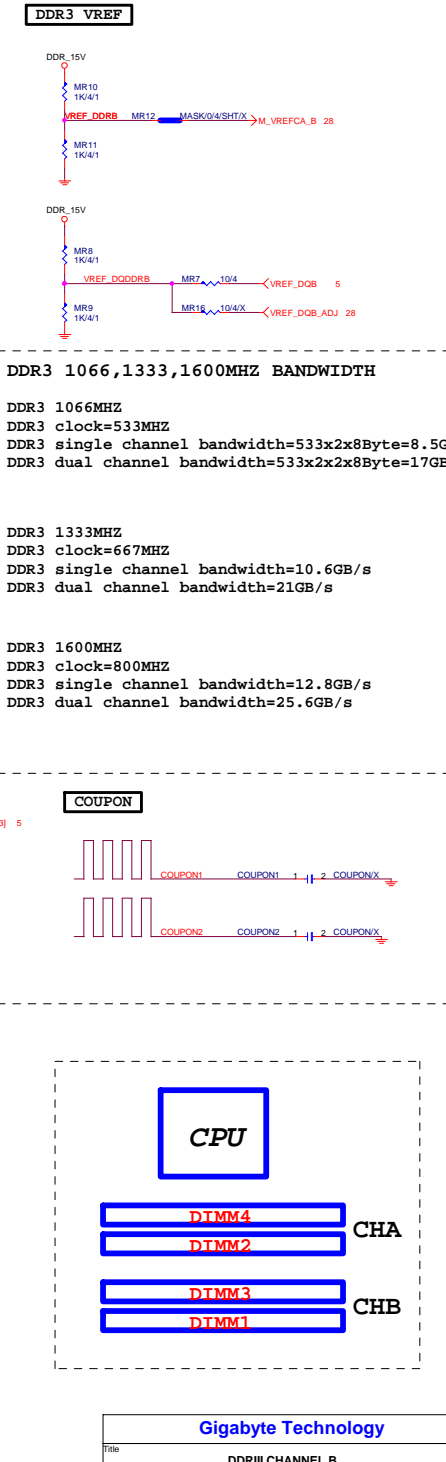 DDR3 VREF
DDR_15V
MR10
1K/4/1
VREF_DDRB MR12 MASK/0/4/SHT/X M_VREFCA_B 28
MR11
1K/4/1
DDR_15V
MR8
1K/4/1
VREF_DQDDRB MR7 10/4 VREF_DQB 5
MR9
1K/4/1
MR16 10/4/X VREF_DQB_ADJ 28
DDR3 1066,1333,1600MHZ BANDWIDTH
DDR3 1066MHZ
DDR3 clock=533MHZ
DDR3 single channel bandwidth=533x2x8Byte=8.5G
DDR3 dual channel bandwidth=533x2x2x8Byte=17GB
DDR3 1333MHZ
DDR3 clock=667MHZ
DDR3 single channel bandwidth=10.6GB/s
DDR3 dual channel bandwidth=21GB/s
DDR3 1600MHZ
DDR3 clock=800MHZ
DDR3 single channel bandwidth=12.8GB/s
DDR3 dual channel bandwidth=25.6GB/s
COUPON
3] 5
COUPON1 COUPON1 1 2 COUPON/X
COUPON2 COUPON2 1 2 COUPON/X
CPU
DIMM4
CHA
DIMM2
DIMM3
CHB
DIMM1
Gigabyte Technology
Title
DDRIII CHANNEL B